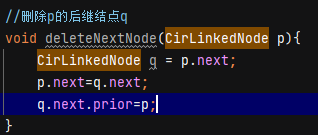 //删除p的后继结点q
void deleteNextNode(CirLinkedNode p){
    CirLinkedNode q = p.next;
    p.next=q.next;
    q.next.prior=p;
}